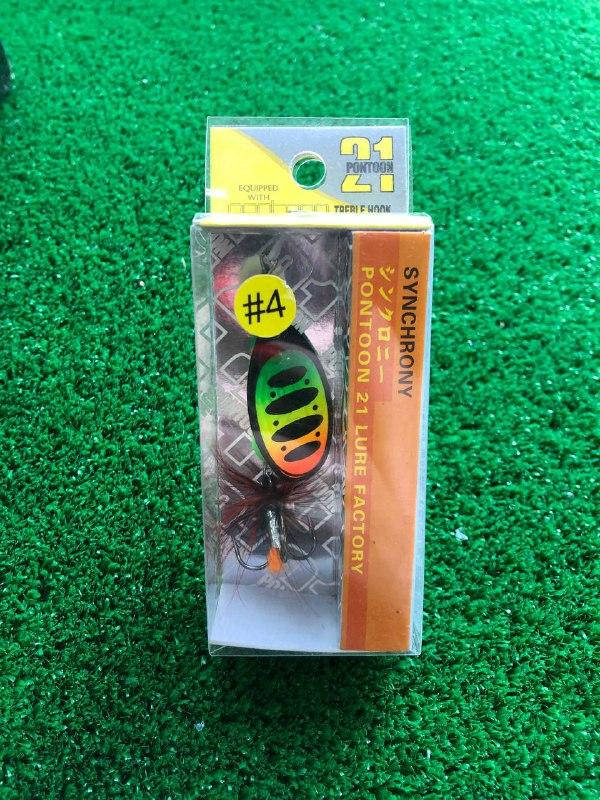 21
PONTOON
EQUIPPED
WITH
TREBLE HOOK
#4
SYNCHRONY
シンクロニー
PONTOON 21 LURE FACTORY